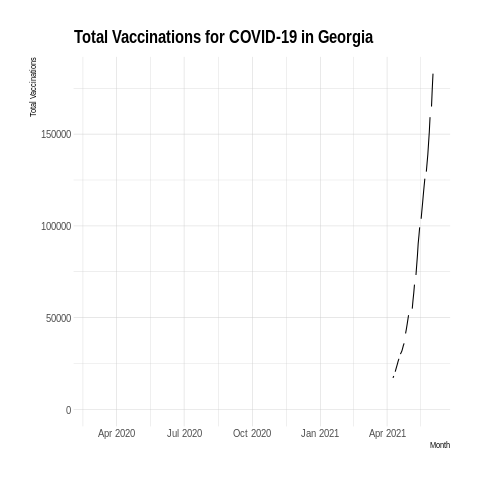 Total Vaccinations for COVID-19 in Georgia
Total Vaccinations
150000
100000
50000
0
Apr 2020 Jul 2020 Oct 2020 Jan 2021 Apr 2021
Month